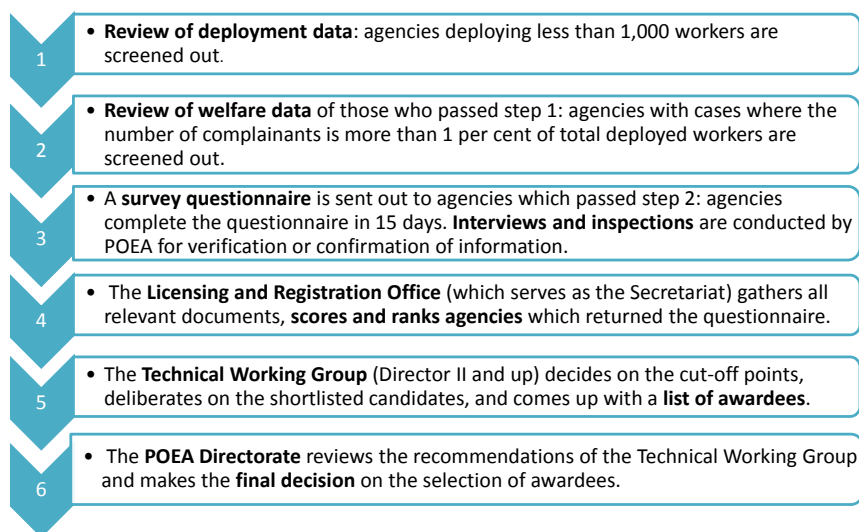 1
• Review of deployment data: agencies deploying less than 1,000 workers are
screened out.
2
• Review of welfare data of those who passed step 1: agencies with cases where the
number of complainants is more than 1 per cent of total deployed workers are
screened out.
3
• A survey questionnaire is sent out to agencies which passed step 2: agencies
complete the questionnaire in 15 days. Interviews and inspections are conducted by
POEA for verification or confirmation of information.
4
• The Licensing and Registration Office (which serves as the Secretariat) gathers all
relevant documents, scores and ranks agencies which returned the questionnaire.
5
• The Technical Working Group (Director II and up) decides on the cut-off points,
deliberates on the shortlisted candidates, and comes up with a list of awardees.
6
• The POEA Directorate reviews the recommendations of the Technical Working Group
and makes the final decision on the selection of awardees.